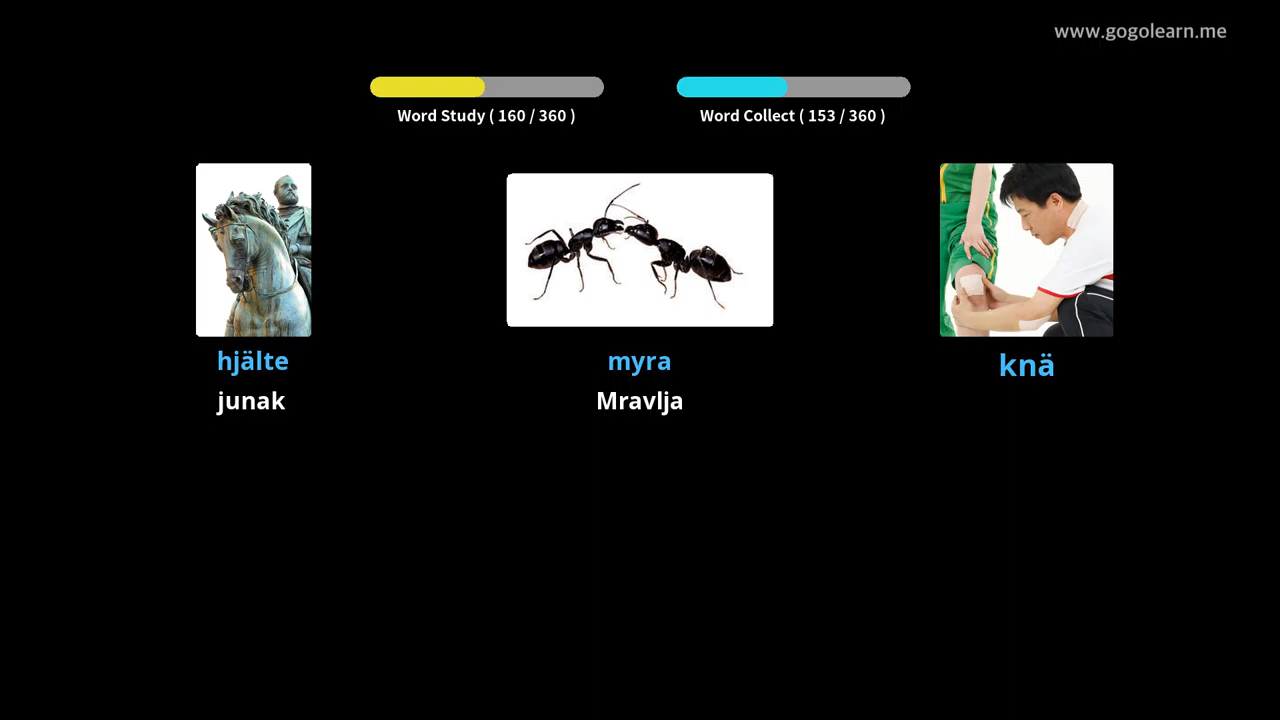 www.gogolearn.me
Word Study ( 160 / 360 )
Word Collect ( 153 / 360 )
hjälte
myra
knä
junak
Mravlja